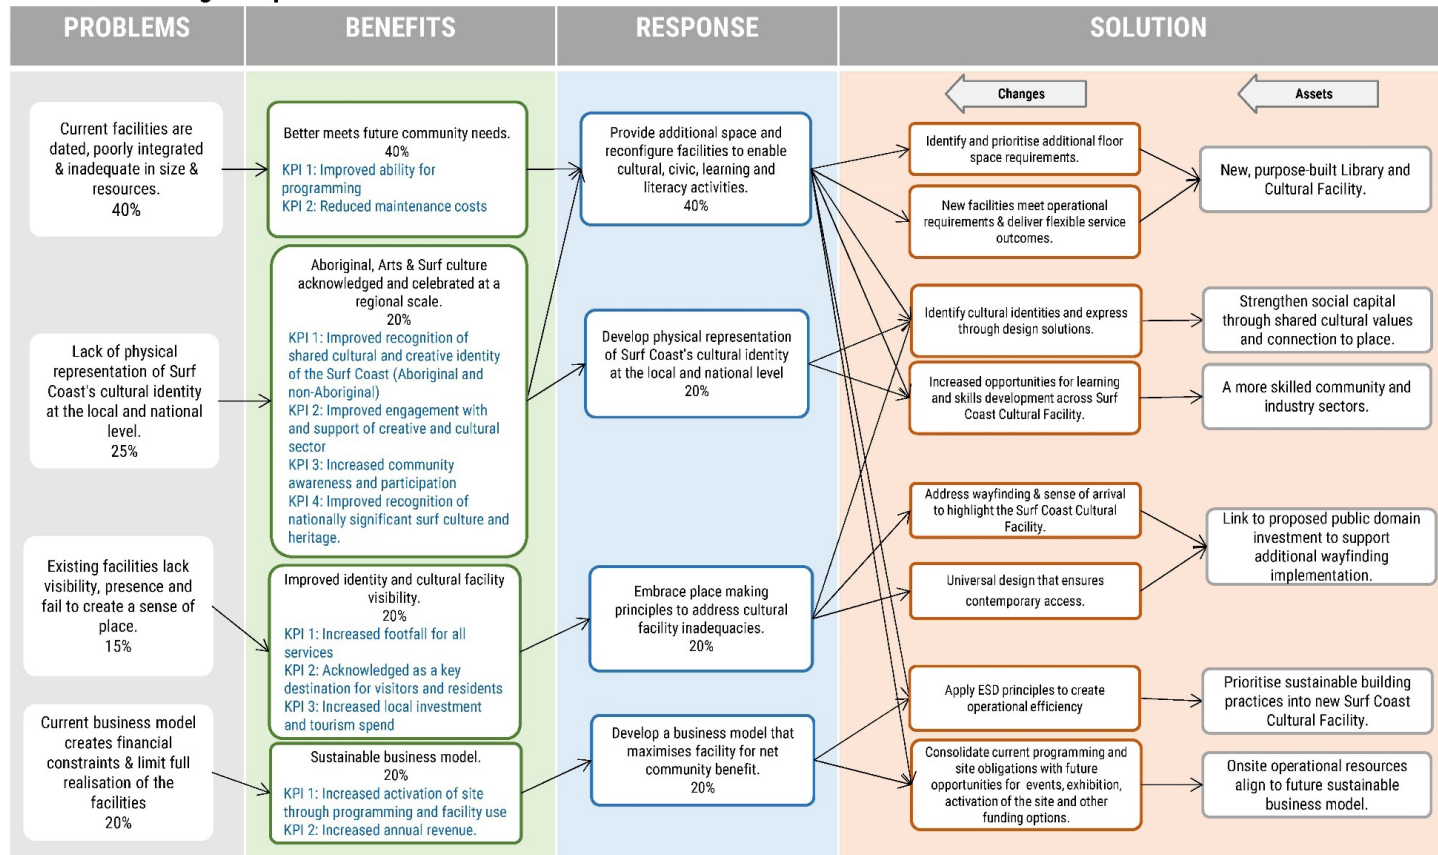 PROBLEMS
BENEFITS
RESPONSE
SOLUTION
Current facilities are
dated, poorly integrated
& inadequate in size &
resources.
40%
Lack of physical
representation of Surf
Coast's cultural identity
at the local and national
level.
25%
Existing facilities lack
visibility, presence and
fail to create a sense of
place.
15%
Current business model
creates financial
constraints & limit full
realisation of the
facilities
20%
Better meets future community needs.
40%
KPI 1: Improved ability for
programming
KPI 2: Reduced maintenance costs
Aboriginal, Arts & Surf culture
acknowledged and celebrated at a
regional scale.
20%
KPI 1: Improved recognition of
shared cultural and creative identity
of the Surf Coast (Aboriginal and
non-Aboriginal)
KPI 2: Improved engagement with
and support of creative and cultural
sector
KPI 3: Increased community
awareness and participation
KPI 4: Improved recognition of
nationally significant surf culture and
heritage.
Improved identity and cultural facility
visibility.
20%
KPI 1: Increased footfall for all
services
KPI 2: Acknowledged as a key
destination for visitors and residents
KPI 3: Increased local investment
and tourism spend
Sustainable business model.
20%
KPI 1: Increased activation of site
through programming and facility use
KPI 2: Increased annual revenue.
Provide additional space and
reconfigure facilities to enable
cultural, civic, learning and
literacy activities.
40%
Develop physical representation
of Surf Coast's cultural identity
at the local and national level
20%
Embrace place making
principles to address cultural
facility inadequacies.
20%
Develop a business model that
maximises facility for net
community benefit.
20%
Changes
Assets
Identify and prioritise additional floor
space requirements.
New facilities meet operational
requirements & deliver flexible service
outcomes.
Identify cultural identities and express
through design solutions.
Increased opportunities for learning
and skills development across Surf
Coast Cultural Facility.
Address wayfinding & sense of arrival
to highlight the Surf Coast Cultural
Facility.
Universal design that ensures
contemporary access.
Apply ESD principles to create
operational efficiency
Consolidate current programming and
site obligations with future
opportunities for events, exhibition,
activation of the site and other
funding options.
New, purpose-built Library and
Cultural Facility.
Strengthen social capital
through shared cultural values
and connection to place.
A more skilled community and
industry sectors.
Link to proposed public domain
investment to support
additional wayfinding
implementation.
Prioritise sustainable building
practices into new Surf Coast
Cultural Facility.
Onsite operational resources
align to future sustainable
business model.